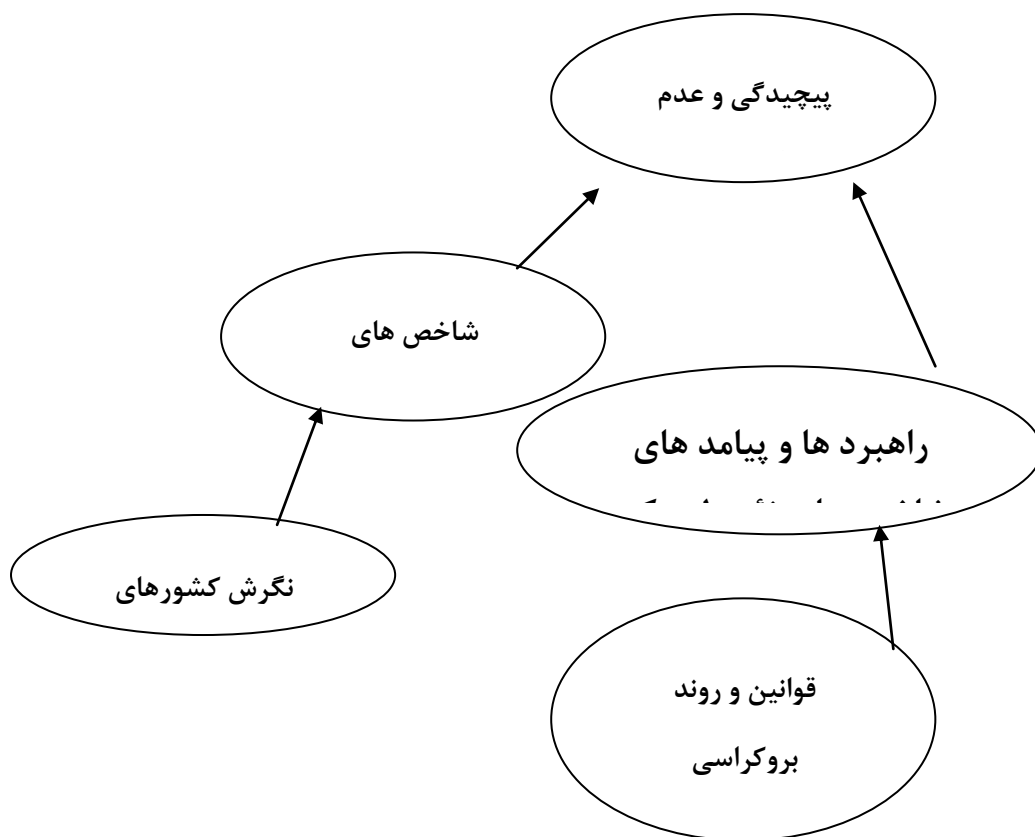 پیچیدگی و عدم
شاخص های
راهبرد ها و پیامد های
نگرش کشورهای
قوانین و روند
بروکراسی